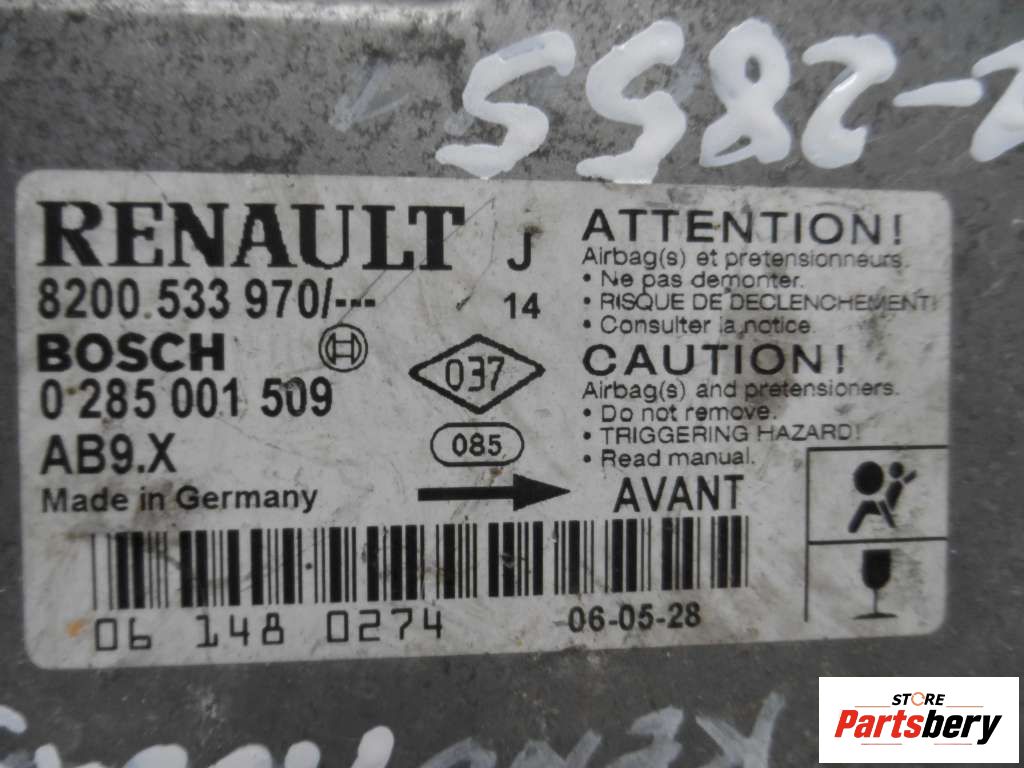 -2855
RENAULT J
8200 533 970/--- 14
BOSCH
0 285 001 509
AB9.X
Made in Germany
037
085
ATTENTION!
Airbag(s) et pretensionneurs.
• Ne pas demonter.
• RISQUE DE DECLENCHEMENT!
• Consulter la notice.
CAUTION!
Airbag(s) and pretensioners.
• Do not remove.
• TRIGGERING HAZARD!
• Read manual.
AVANT
06 148 0274
06-05-28
STORE
Partsbery